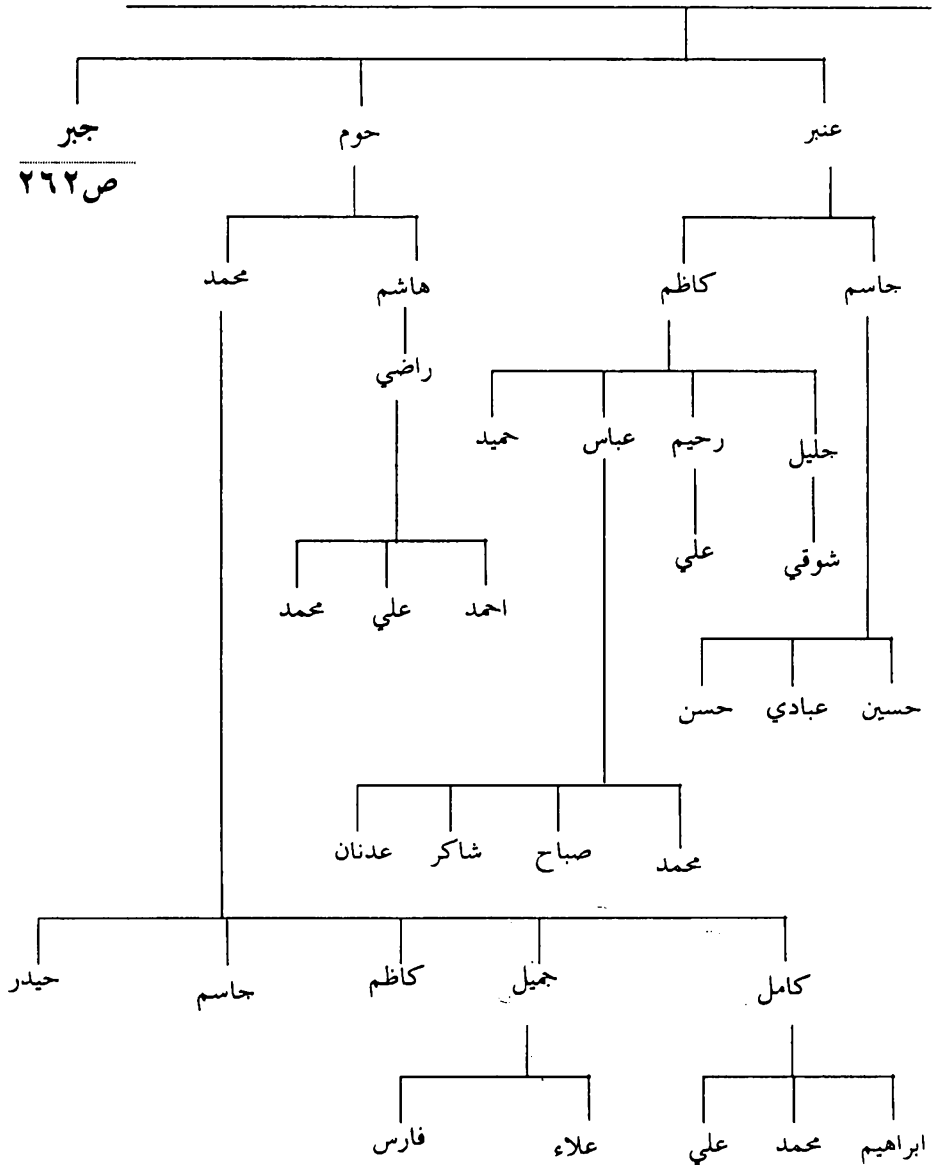 عنبر حوم جبر
ص٢٦٢
جاسم كاظم هاشم محمد
راضي
جليل رحيم عباس حميد
شوقي علي
احمد علي محمد
حسين عبادي حسن
محمد صباح شاكر عدنان
كامل جميل كاظم جاسم حيدر
ابراهيم محمد علي علاء فارس